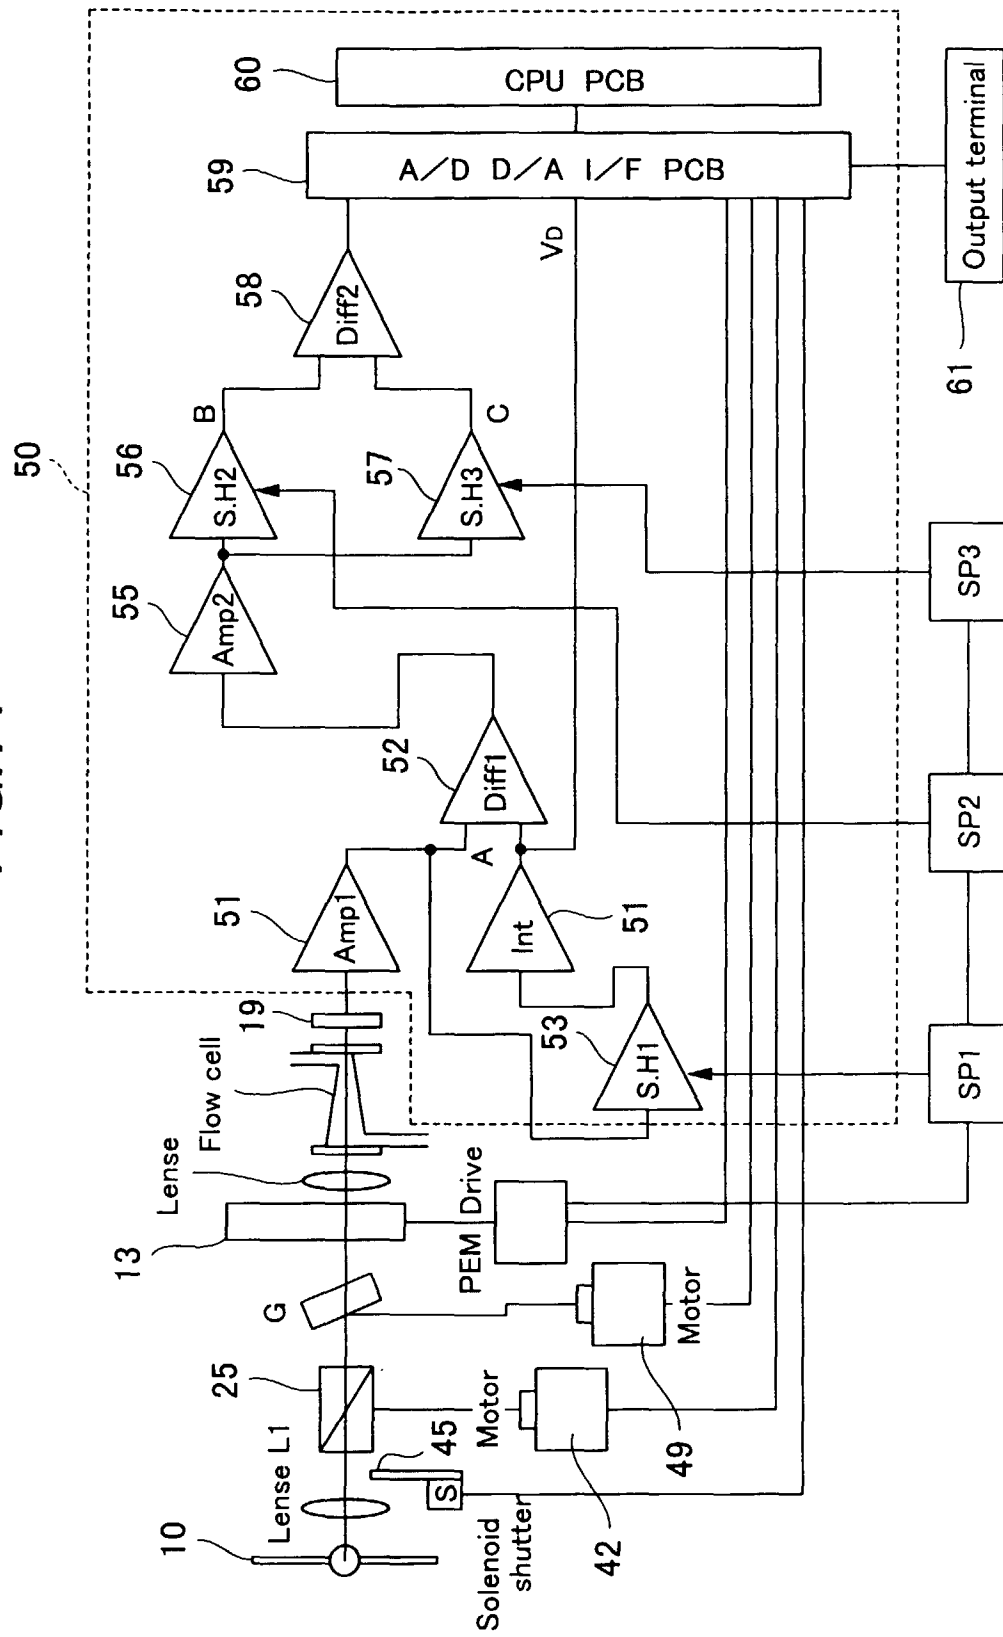 50
60
CPU PCB
59
A/D D/A I/F PCB
58
Diff2
VD
B
C
56
S.H2
57
S.H3
55
Amp2
52
Diff1
A
51
Amp1
Int
51
53
S.H1
19
Flow cell
Lense
13
PEM Drive
G
Motor
49
25
Motor
42
45
S
Solenoid
shutter
Lense L1
10
SP1
SP2
SP3
Output terminal
61